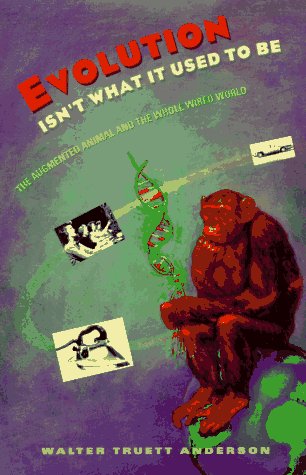 EVOLUTION
ISN'T WHAT IT USED TO BE
THE AUGMENTED ANIMAL AND THE WHOLE WIRED WORLD
WALTER TRUETT ANDERSON